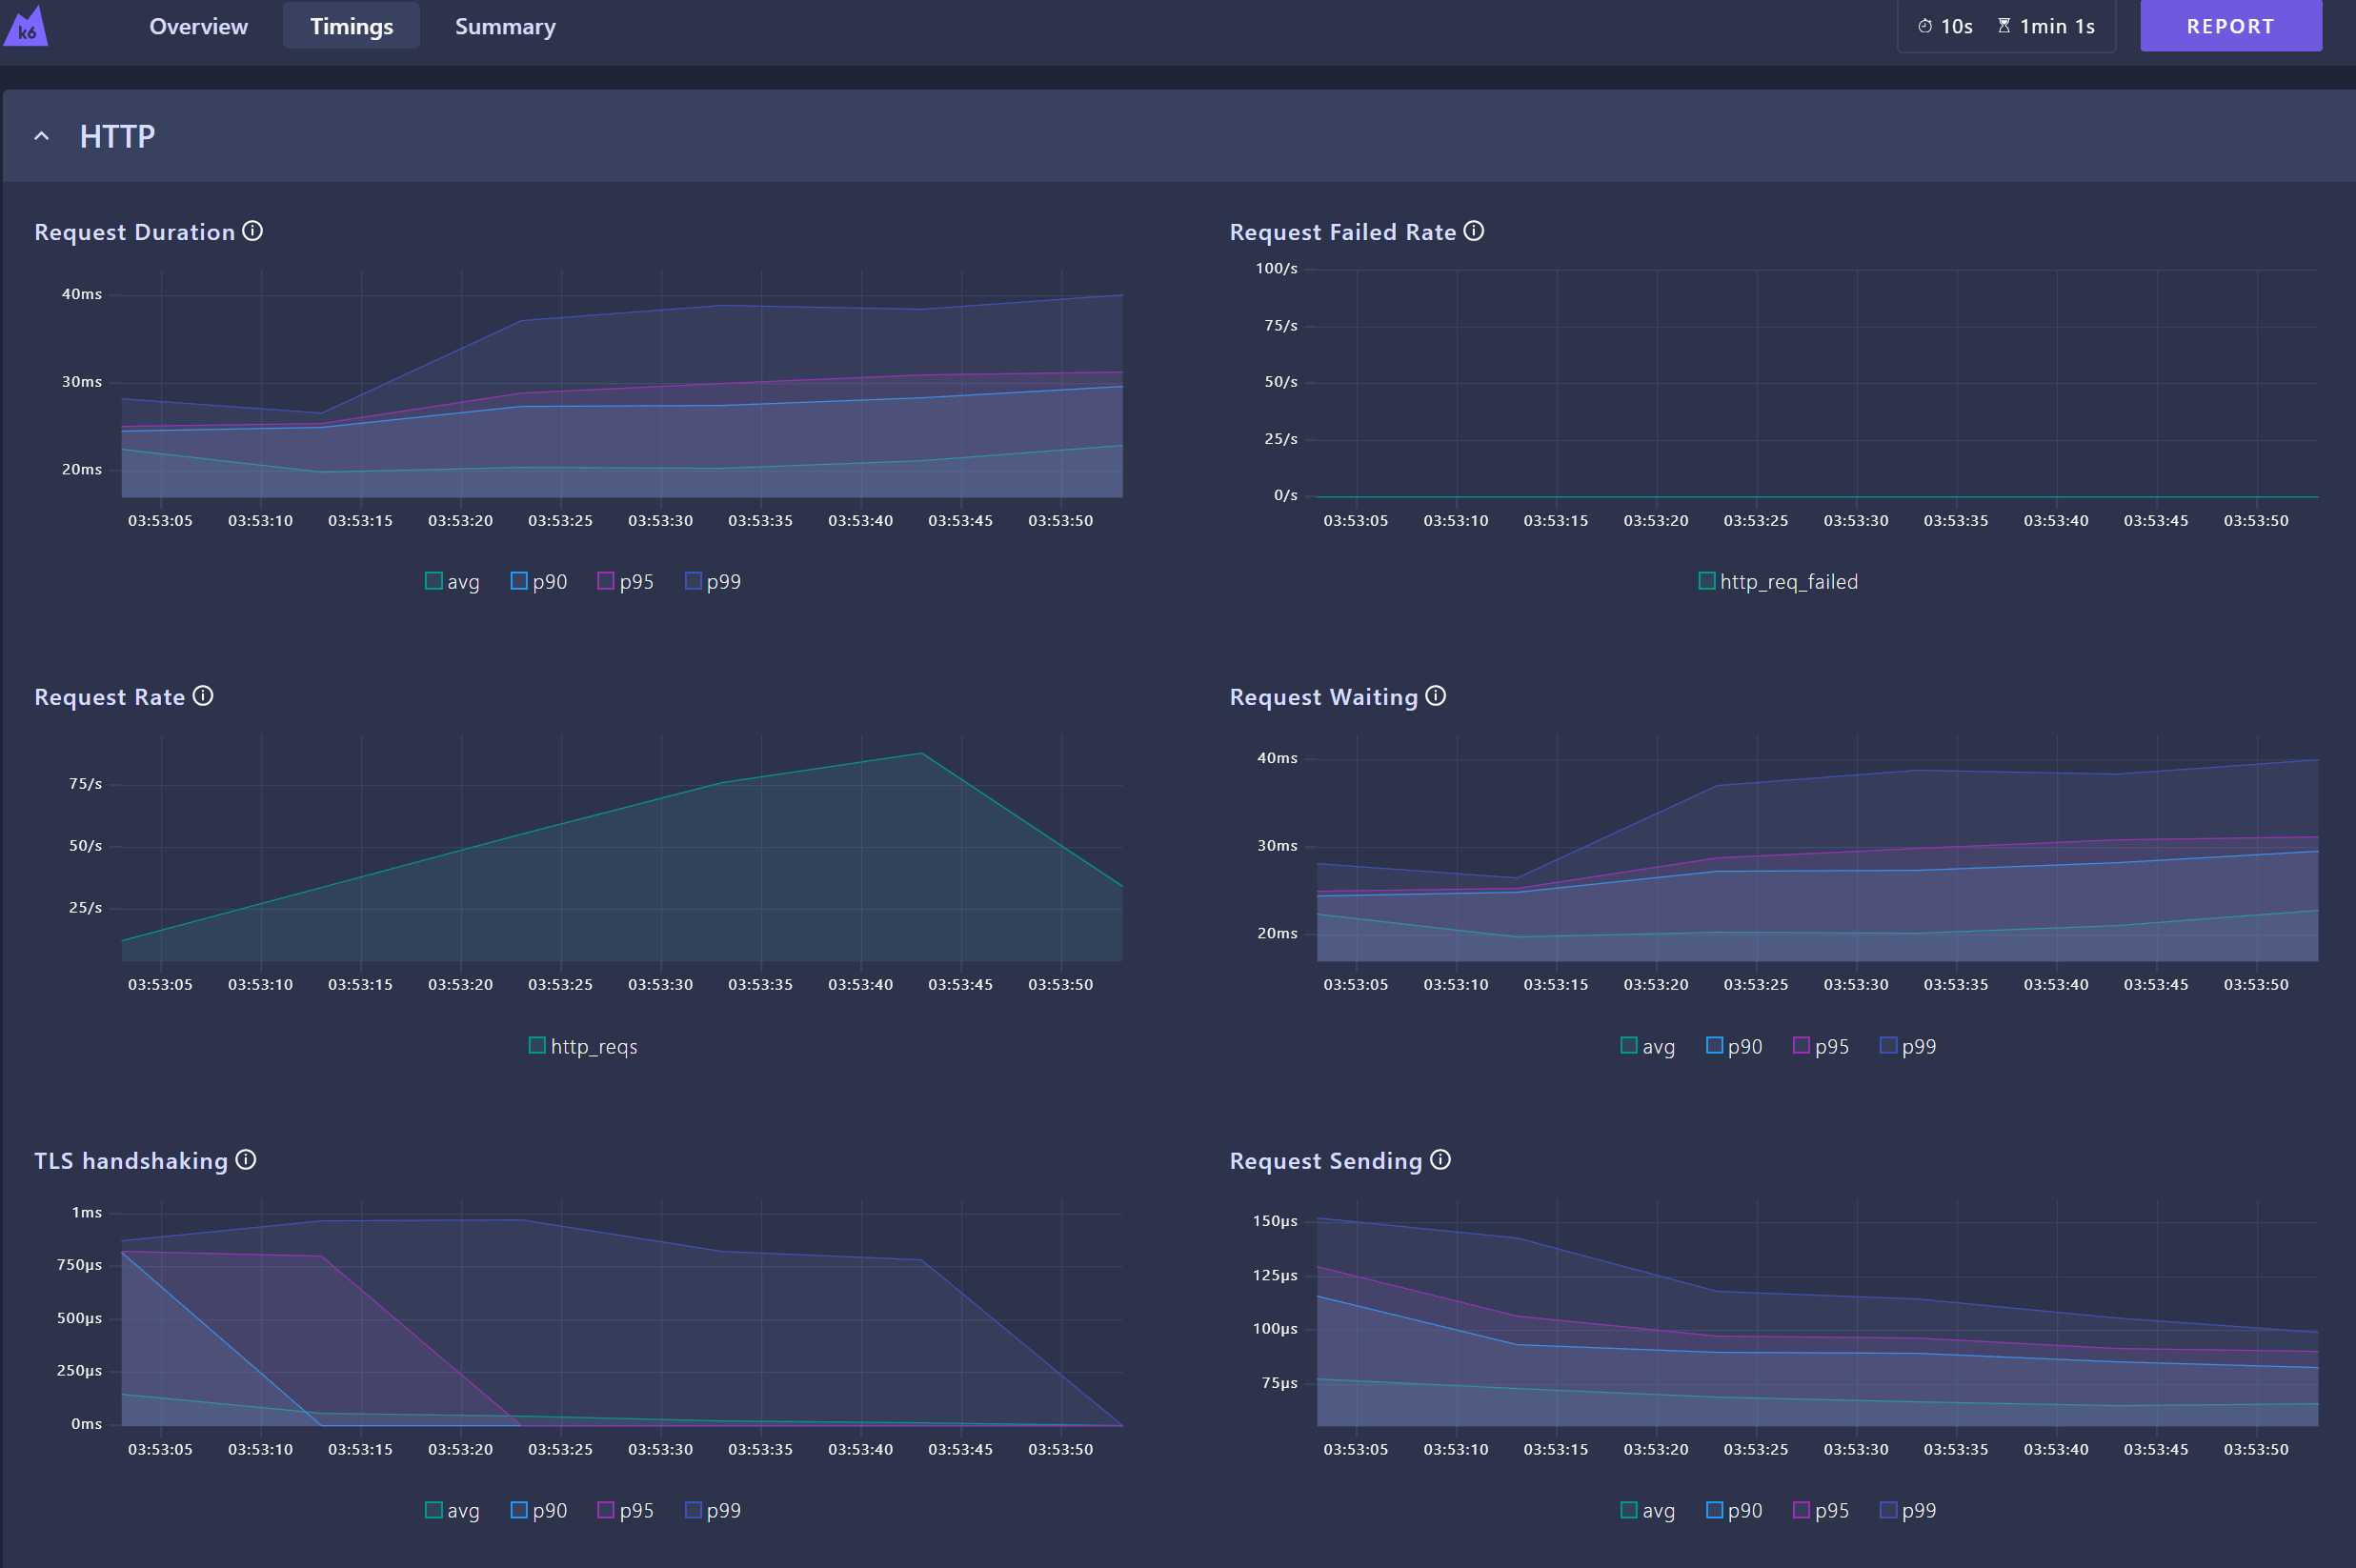 k6
Overview Timings Summary
10s 1min 1s
REPORT
HTTP
Request Duration
40ms
30ms
20ms
03:53:05 03:53:10 03:53:15 03:53:20 03:53:25 03:53:30 03:53:35 03:53:40 03:53:45 03:53:50
avg p90 p95 p99
Request Failed Rate
100/s
75/s
50/s
25/s
0/s
03:53:05 03:53:10 03:53:15 03:53:20 03:53:25 03:53:30 03:53:35 03:53:40 03:53:45 03:53:50
http_req_failed
Request Rate
75/s
50/s
25/s
03:53:05 03:53:10 03:53:15 03:53:20 03:53:25 03:53:30 03:53:35 03:53:40 03:53:45 03:53:50
http_reqs
Request Waiting
40ms
30ms
20ms
03:53:05 03:53:10 03:53:15 03:53:20 03:53:25 03:53:30 03:53:35 03:53:40 03:53:45 03:53:50
avg p90 p95 p99
TLS handshaking
1ms
750µs
500µs
250µs
0ms
03:53:05 03:53:10 03:53:15 03:53:20 03:53:25 03:53:30 03:53:35 03:53:40 03:53:45 03:53:50
avg p90 p95 p99
Request Sending
150µs
125µs
100µs
75µs
03:53:05 03:53:10 03:53:15 03:53:20 03:53:25 03:53:30 03:53:35 03:53:40 03:53:45 03:53:50
avg p90 p95 p99